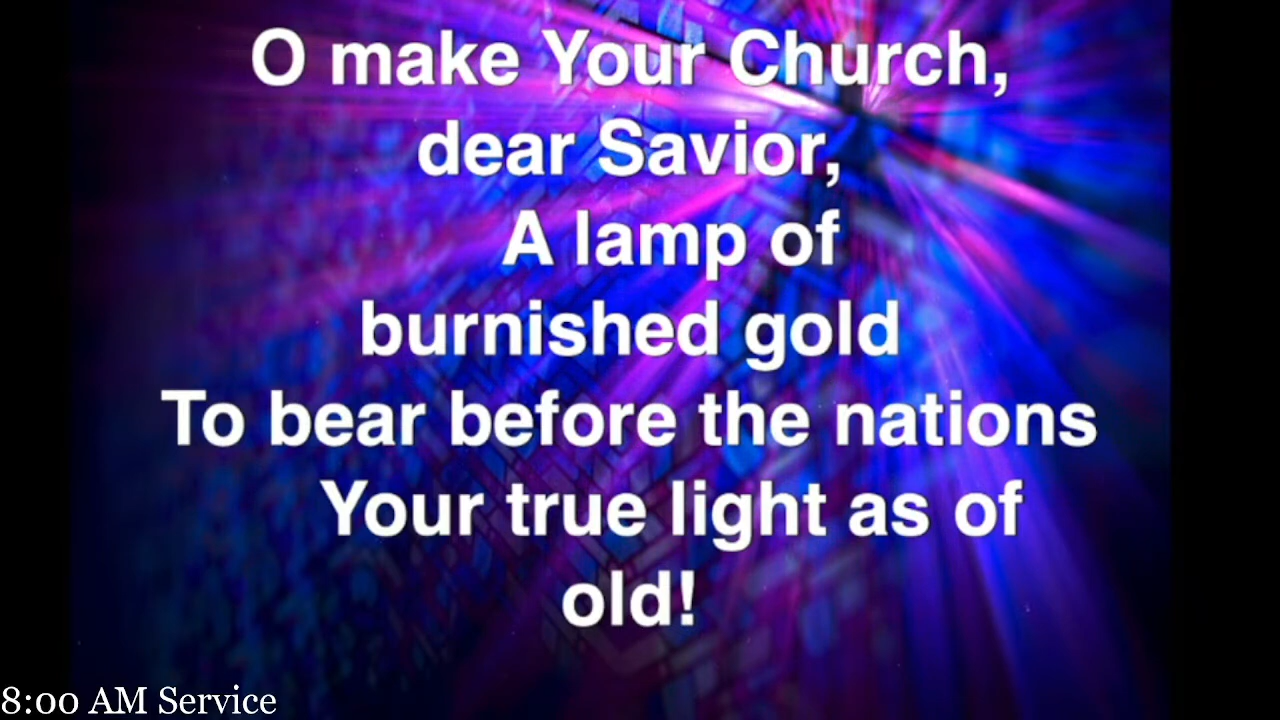 O make Your Church,
dear Savior,
A lamp of
burnished gold
To bear before the nations
Your true light as of
old!
8:00 AM Service